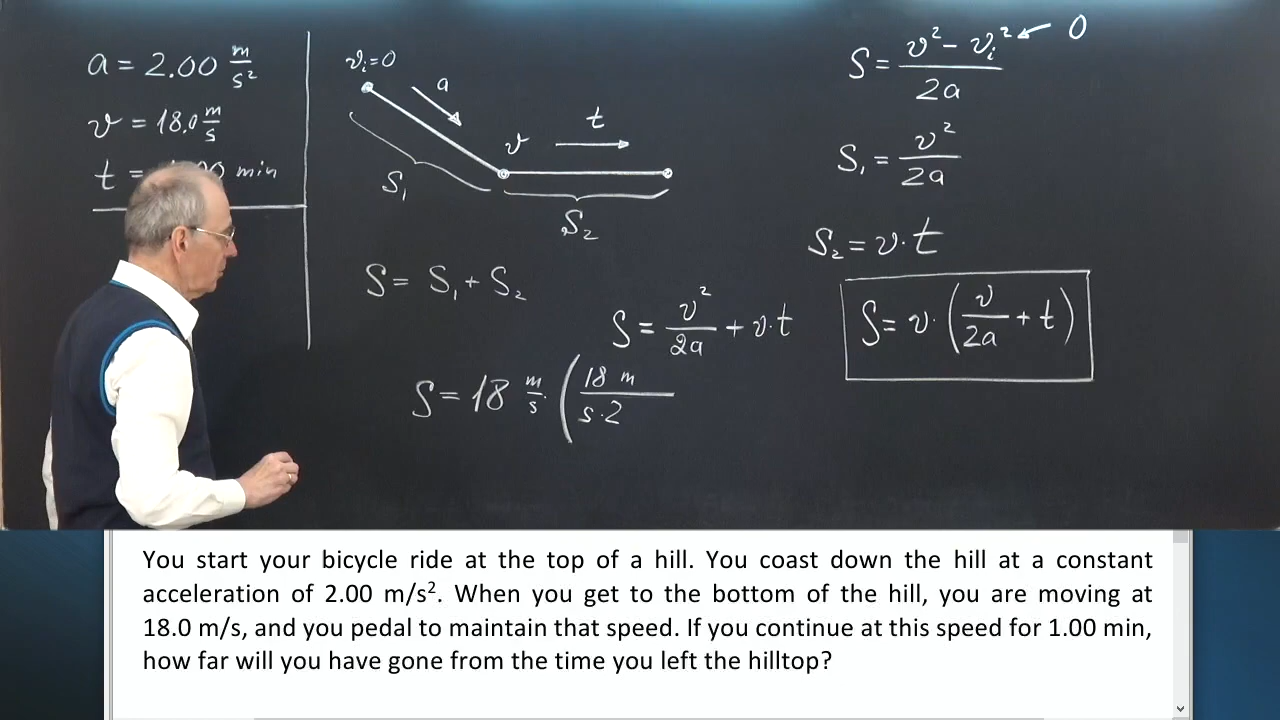 a = 2.00 m/s²
v = 18.0 m/s
t = 00 min
vᵢ=0
a
v
t
S₁
S₂
S = S₁ + S₂
S = v²/2a + v·t
S = 18 m/s · (18 m/s·2
S = v² - vᵢ²/2a ← 0
S₁ = v²/2a
S₂ = v·t
S = v·(v/2a + t)
You start your bicycle ride at the top of a hill. You coast down the hill at a constant
acceleration of 2.00 m/s². When you get to the bottom of the hill, you are moving at
18.0 m/s, and you pedal to maintain that speed. If you continue at this speed for 1.00 min,
how far will you have gone from the time you left the hilltop?